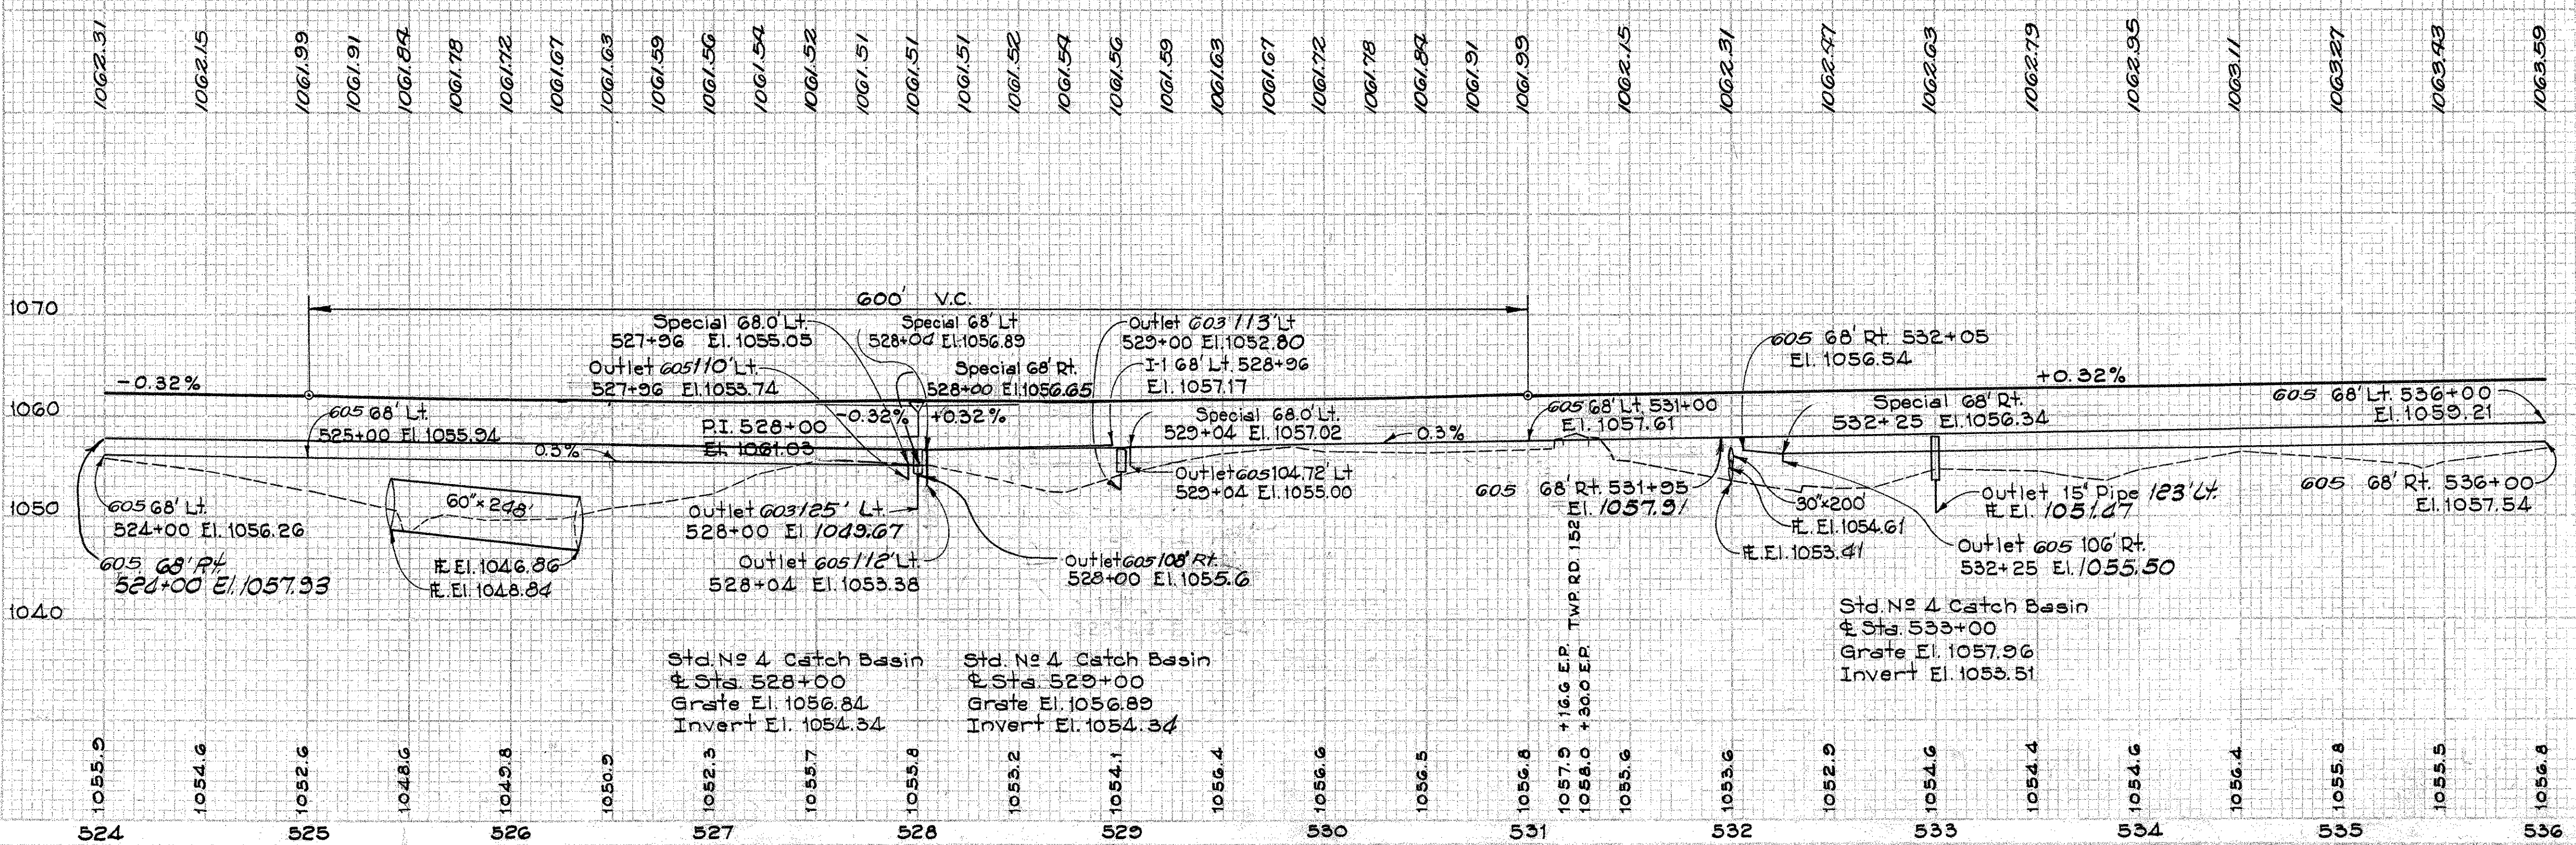 1062.31 1062.15 1061.99 1061.91 1061.84 1061.78 1061.72 1061.67 1061.63 1061.59 1061.56 1061.54 1061.52 1061.51 1061.51 1061.51 1061.52 1061.54 1061.56 1061.59 1061.63 1061.67 1061.72 1061.78 1061.84 1061.91 1061.99 1062.15 1062.31 1062.47 1062.63 1062.79 1062.95 1063.11 1063.27 1063.43 1063.59
1070
1060
1050
1040
600' V.C.
-0.32%
605 68' Lt.
525+00 El. 1055.94
0.3%
Special 68.0' Lt.
527+96 El. 1055.05
Outlet 605 110' Lt.
527+96 El. 1053.74
Special 68' Lt
528+04 El. 1056.89
Special 68' Rt.
528+00 El. 1056.65
-0.32% +0.32%
P.I. 528+00
El. 1061.03
Outlet 603 113' Lt
529+00 El. 1052.80
I-1 68' Lt. 528+96
El. 1057.17
Special 68.0' Lt.
529+04 El. 1057.02
0.3%
605 68' Lt. 531+00
El. 1057.61
605 68' Rt. 532+05
El. 1056.54
+0.32%
Special 68' Rt.
532+25 El. 1056.34
605 68' Lt. 536+00
El. 1059.21
605 68' Lt.
524+00 El. 1056.26
605 68' Rt.
524+00 El. 1057.93
60"x248'
℄ El. 1046.86
℄ El. 1048.84
Outlet 603 125' Lt.
528+00 El 1049.67
Outlet 605 112' Lt.
528+04 El. 1053.38
Outlet 605 108' Rt.
528+00 El. 1055.6
Outlet 605 104.72' Lt
529+04 El. 1055.00
605 68' Rt. 531+95
El. 1057.91
30"x200'
℄ El. 1054.61
℄ El. 1053.41
Outlet 15" Pipe 123' Lt.
℄ El. 1051.47
Outlet 605 106' Rt.
532+25 El. 1055.50
605 68' Rt. 536+00
El. 1057.54
Std. Nº 4 Catch Basin
℄ Sta. 528+00
Grate El. 1056.84
Invert El. 1054.34
Std. Nº 4 Catch Basin
℄ Sta. 529+00
Grate El. 1056.89
Invert El. 1054.34
Std. Nº 4 Catch Basin
℄ Sta. 533+00
Grate El. 1057.96
Invert El. 1053.51
1055.9 1054.6 1052.6 1048.6 1049.8 1050.9 1052.3 1055.7 1055.8 1053.2 1054.1 1056.4 1056.6 1056.5 1056.8
1057.9 +16.6 E.P.
1058.0 +30.0 E.P. TWP. RD. 152
1055.6 1053.6 1052.9 1054.6 1054.4 1054.6 1056.4 1055.8 1055.5 1056.8
524 525 526 527 528 529 530 531 532 533 534 535 536